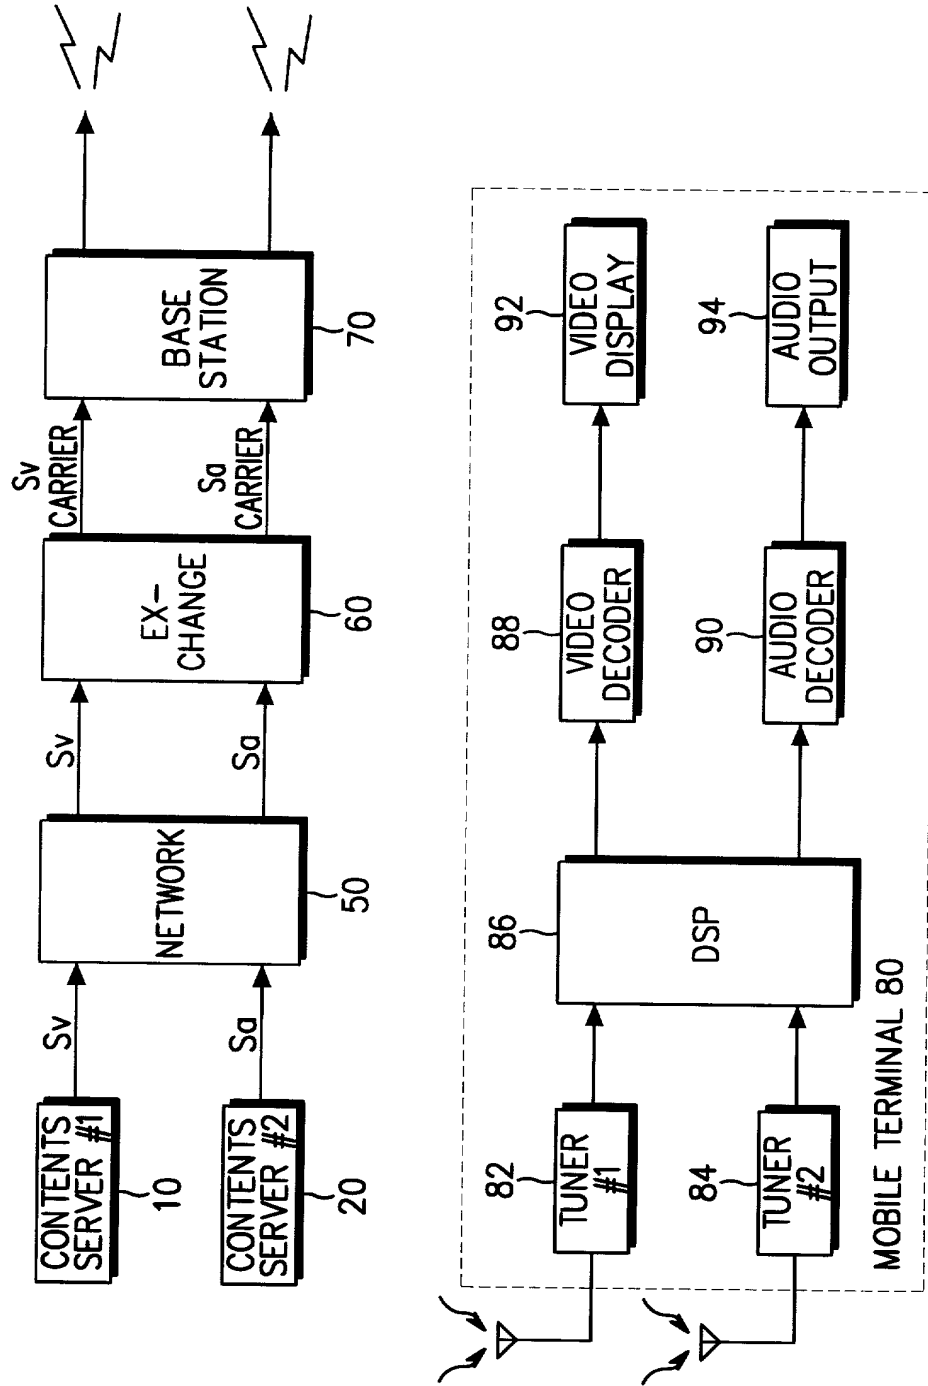 CONTENTS
SERVER #1
10
Sv
NETWORK
50
Sv
EX-
CHANGE
60
Sv
CARRIER
BASE
STATION
70
CONTENTS
SERVER #2
20
Sa
Sa
Sa
CARRIER
82
TUNER
#1
86
DSP
88
VIDEO
DECODER
92
VIDEO
DISPLAY
84
TUNER
#2
90
AUDIO
DECODER
94
AUDIO
OUTPUT
MOBILE TERMINAL 80